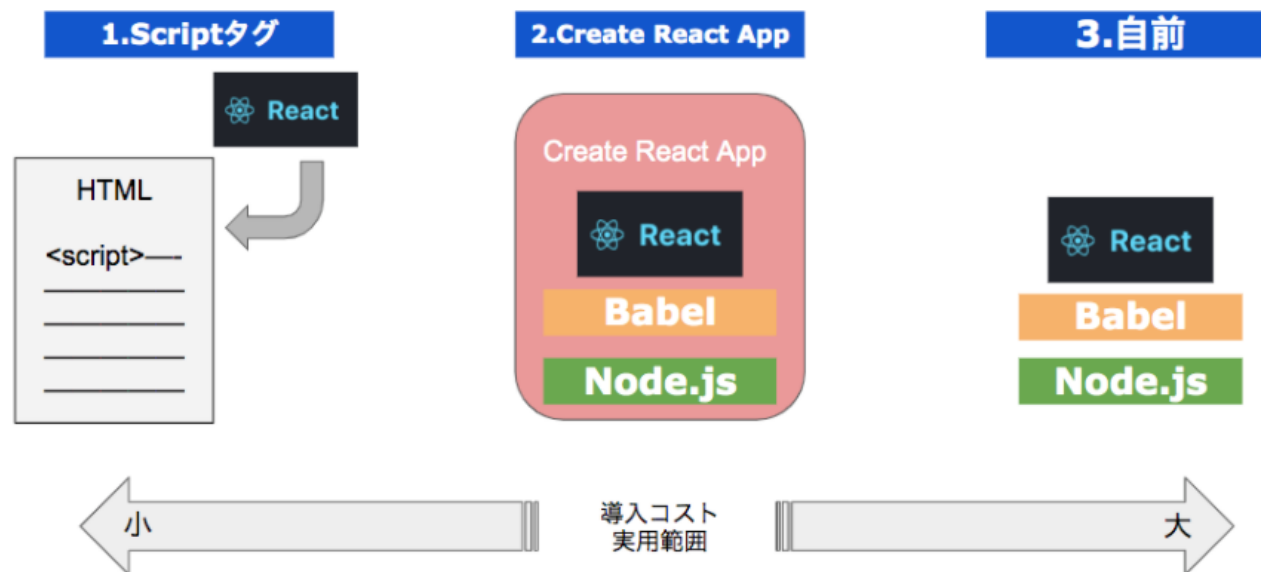 1.Scriptタグ
React
HTML
<script>—-
2.Create React App
Create React App
React
Babel
Node.js
3.自前
React
Babel
Node.js
小
導入コスト
実用範囲
大